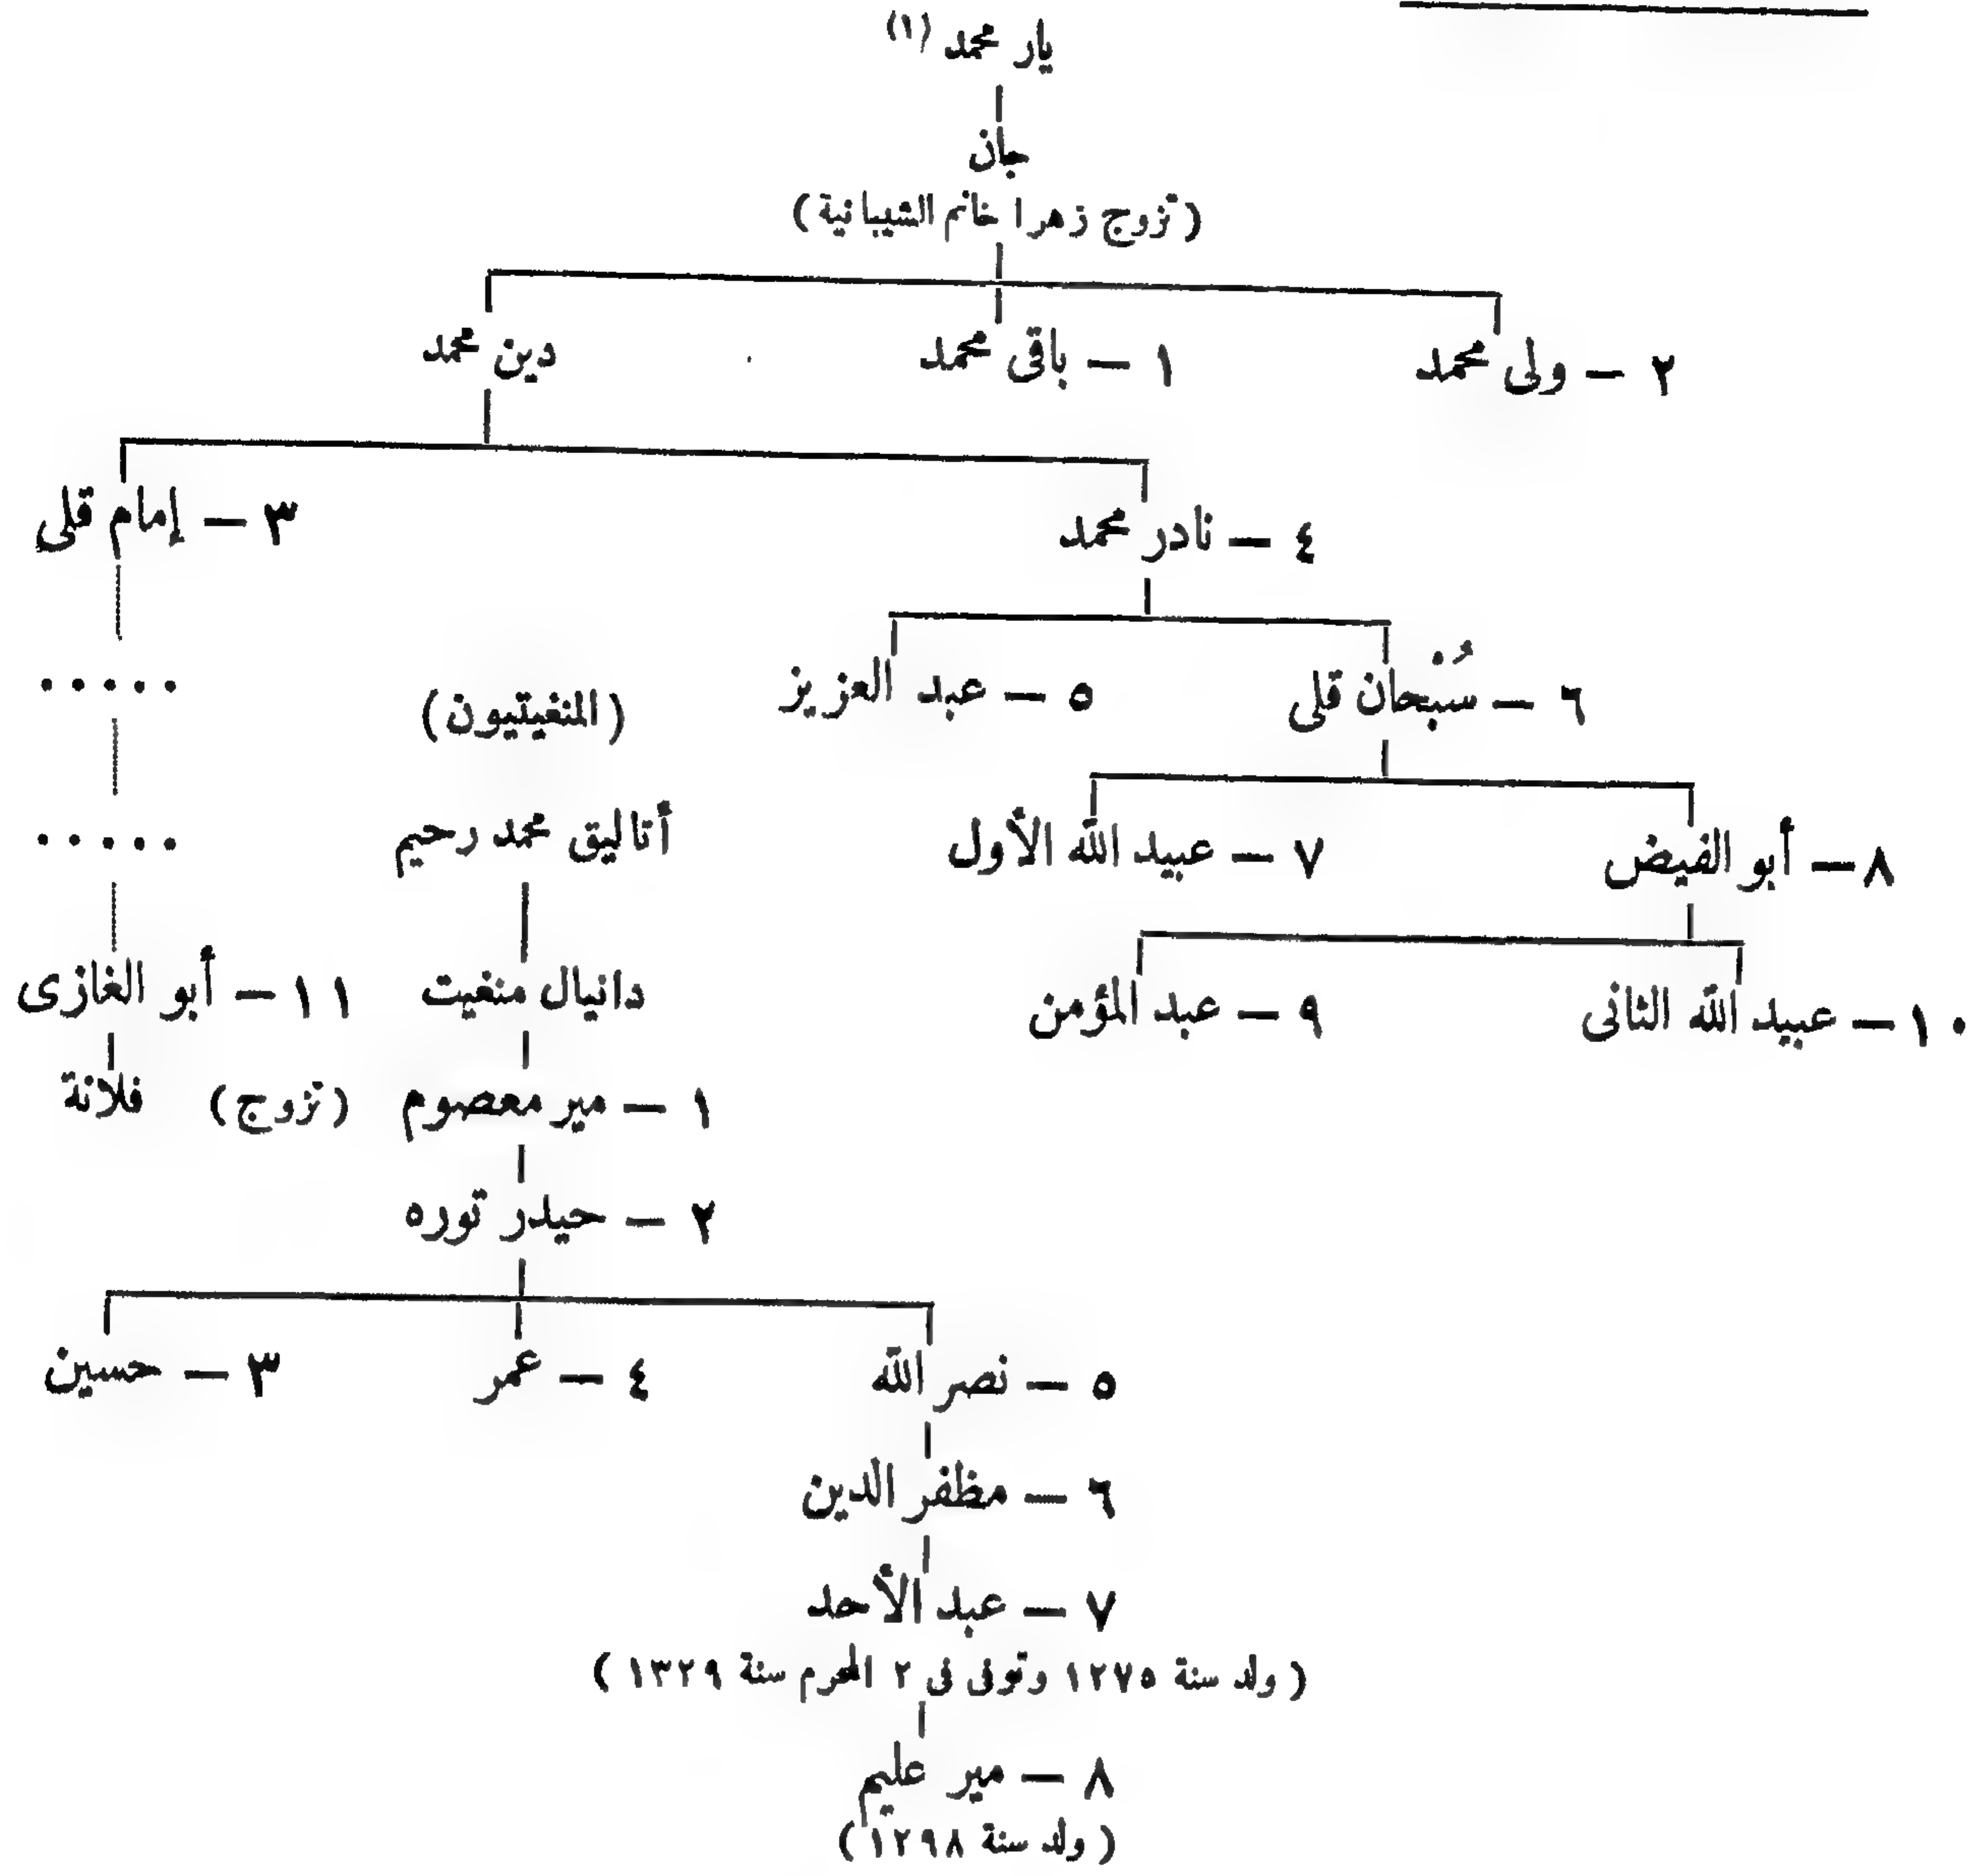 يار محمد (١)
جان
(تزوج زهرا خانم الشيبانية)
٢ — ولى محمد
١ — باقى محمد
دين محمد
٤ — نادر محمد
٣ — إمام قلى
٦ — سُبْحان قلى
٥ — عبد العزيز
.....
(المنغيتيون)
٨ — أبو الفيض
٧ — عبيد الله الأول
أتاليق محمد رحيم
.....
١٠ — عبيد الله الثانى
٩ — عبد المؤمن
دانيال منغيت
١١ — أبو الغازى
١ — مير معصوم (تزوج) فلانة
٢ — حيدر توره
٥ — نصر الله
٤ — عمر
٣ — حسين
٦ — مظفر الدين
٧ — عبد الأحد
(ولد سنة ١٢٧٥ وتوفى فى ٢ المحرم سنة ١٣٢٩)
٨ — مير عليم
(ولد سنة ١٢٩٨)